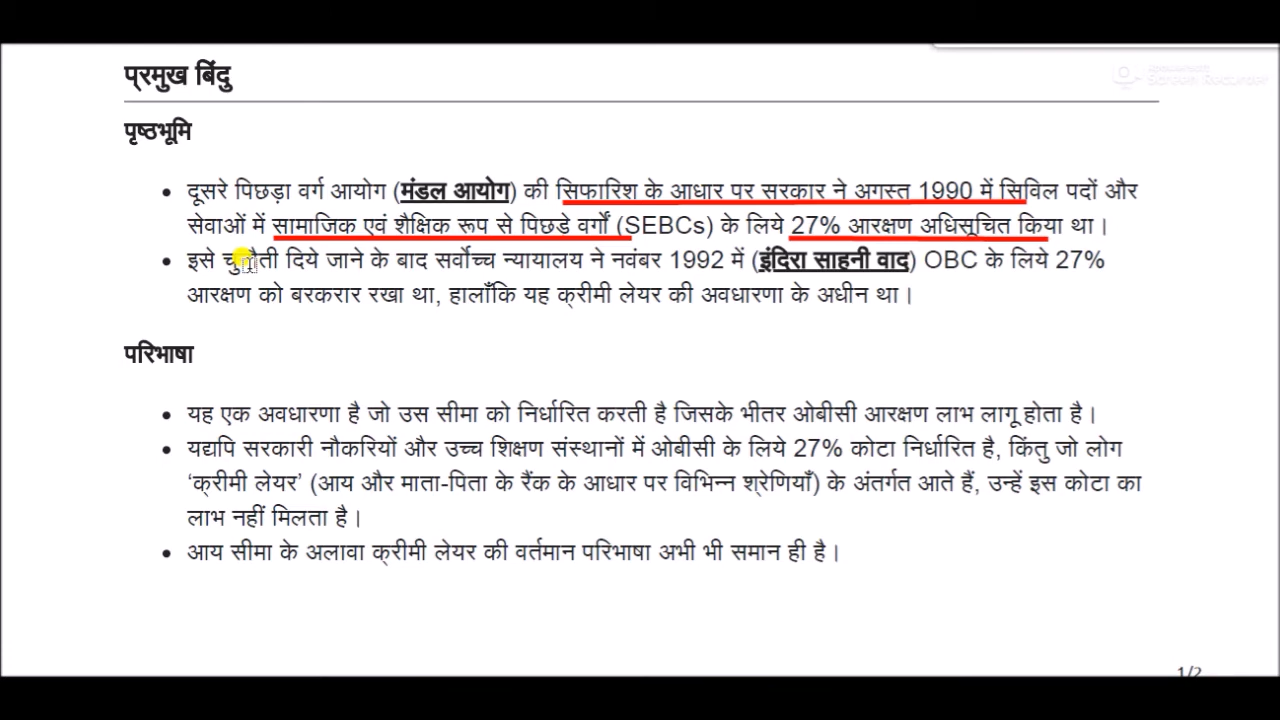 Screen Recorder
प्रमुख बिंदु
पृष्ठभूमि
• दूसरे पिछड़ा वर्ग आयोग (मंडल आयोग) की सिफारिश के आधार पर सरकार ने अगस्त 1990 में सिविल पदों और
सेवाओं में सामाजिक एवं शैक्षिक रूप से पिछडे वर्गों (SEBCs) के लिये 27% आरक्षण अधिसूचित किया था।
• इसे चुनौती दिये जाने के बाद सर्वोच्च न्यायालय ने नवंबर 1992 में (इंदिरा साहनी वाद) OBC के लिये 27%
आरक्षण को बरकरार रखा था, हालाँकि यह क्रीमी लेयर की अवधारणा के अधीन था।
परिभाषा
• यह एक अवधारणा है जो उस सीमा को निर्धारित करती है जिसके भीतर ओबीसी आरक्षण लाभ लागू होता है।
• यद्यपि सरकारी नौकरियों और उच्च शिक्षण संस्थानों में ओबीसी के लिये 27% कोटा निर्धारित है, किंतु जो लोग
‘क्रीमी लेयर’ (आय और माता-पिता के रैंक के आधार पर विभिन्न श्रेणियाँ) के अंतर्गत आते हैं, उन्हें इस कोटा का
लाभ नहीं मिलता है।
• आय सीमा के अलावा क्रीमी लेयर की वर्तमान परिभाषा अभी भी समान ही है।
1/2